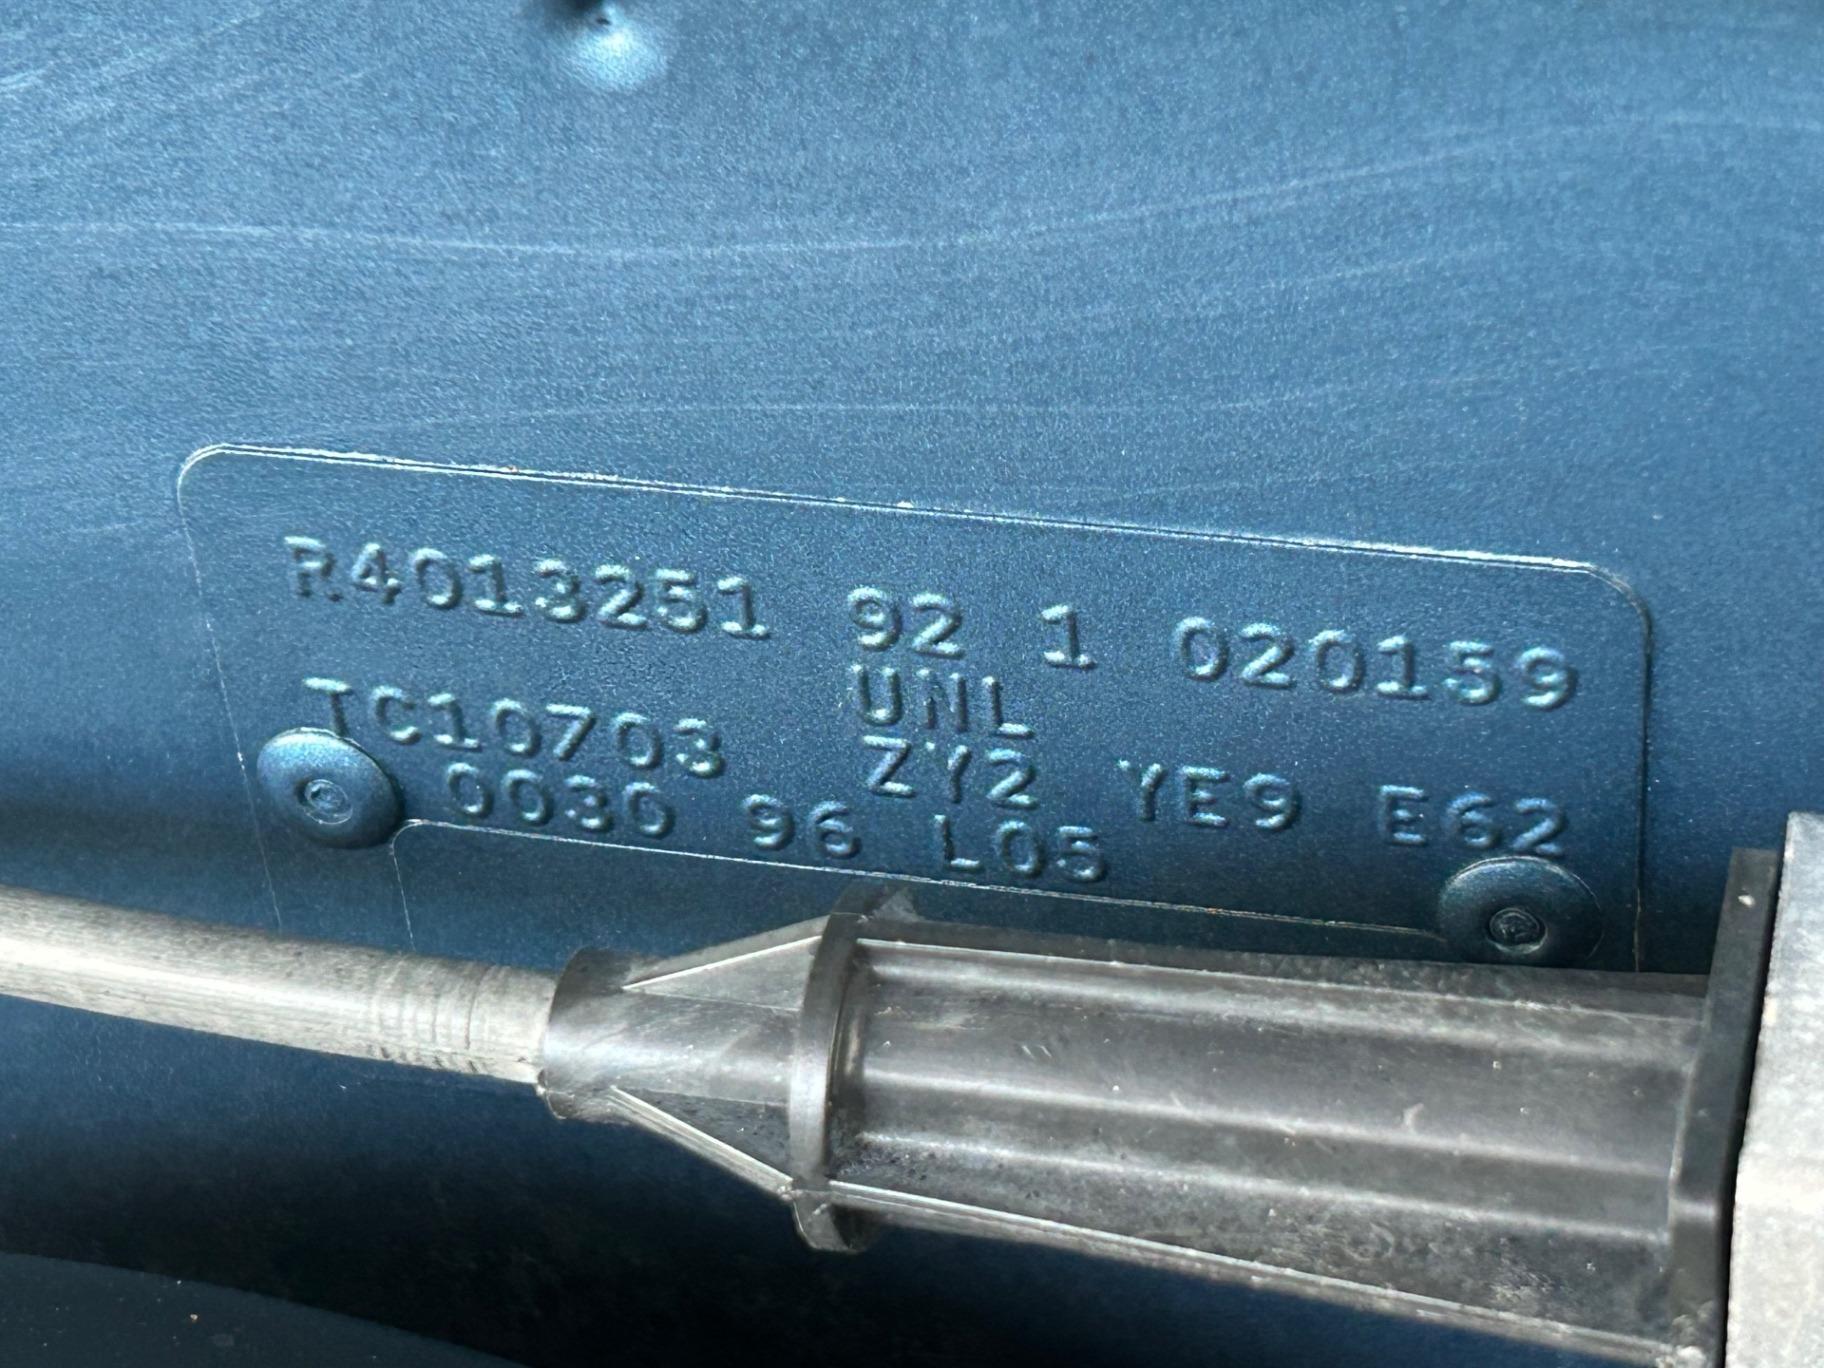 R4013251 92 1 020159
UNL
TC10703 ZY2 YE9 E62
0030 96 L05